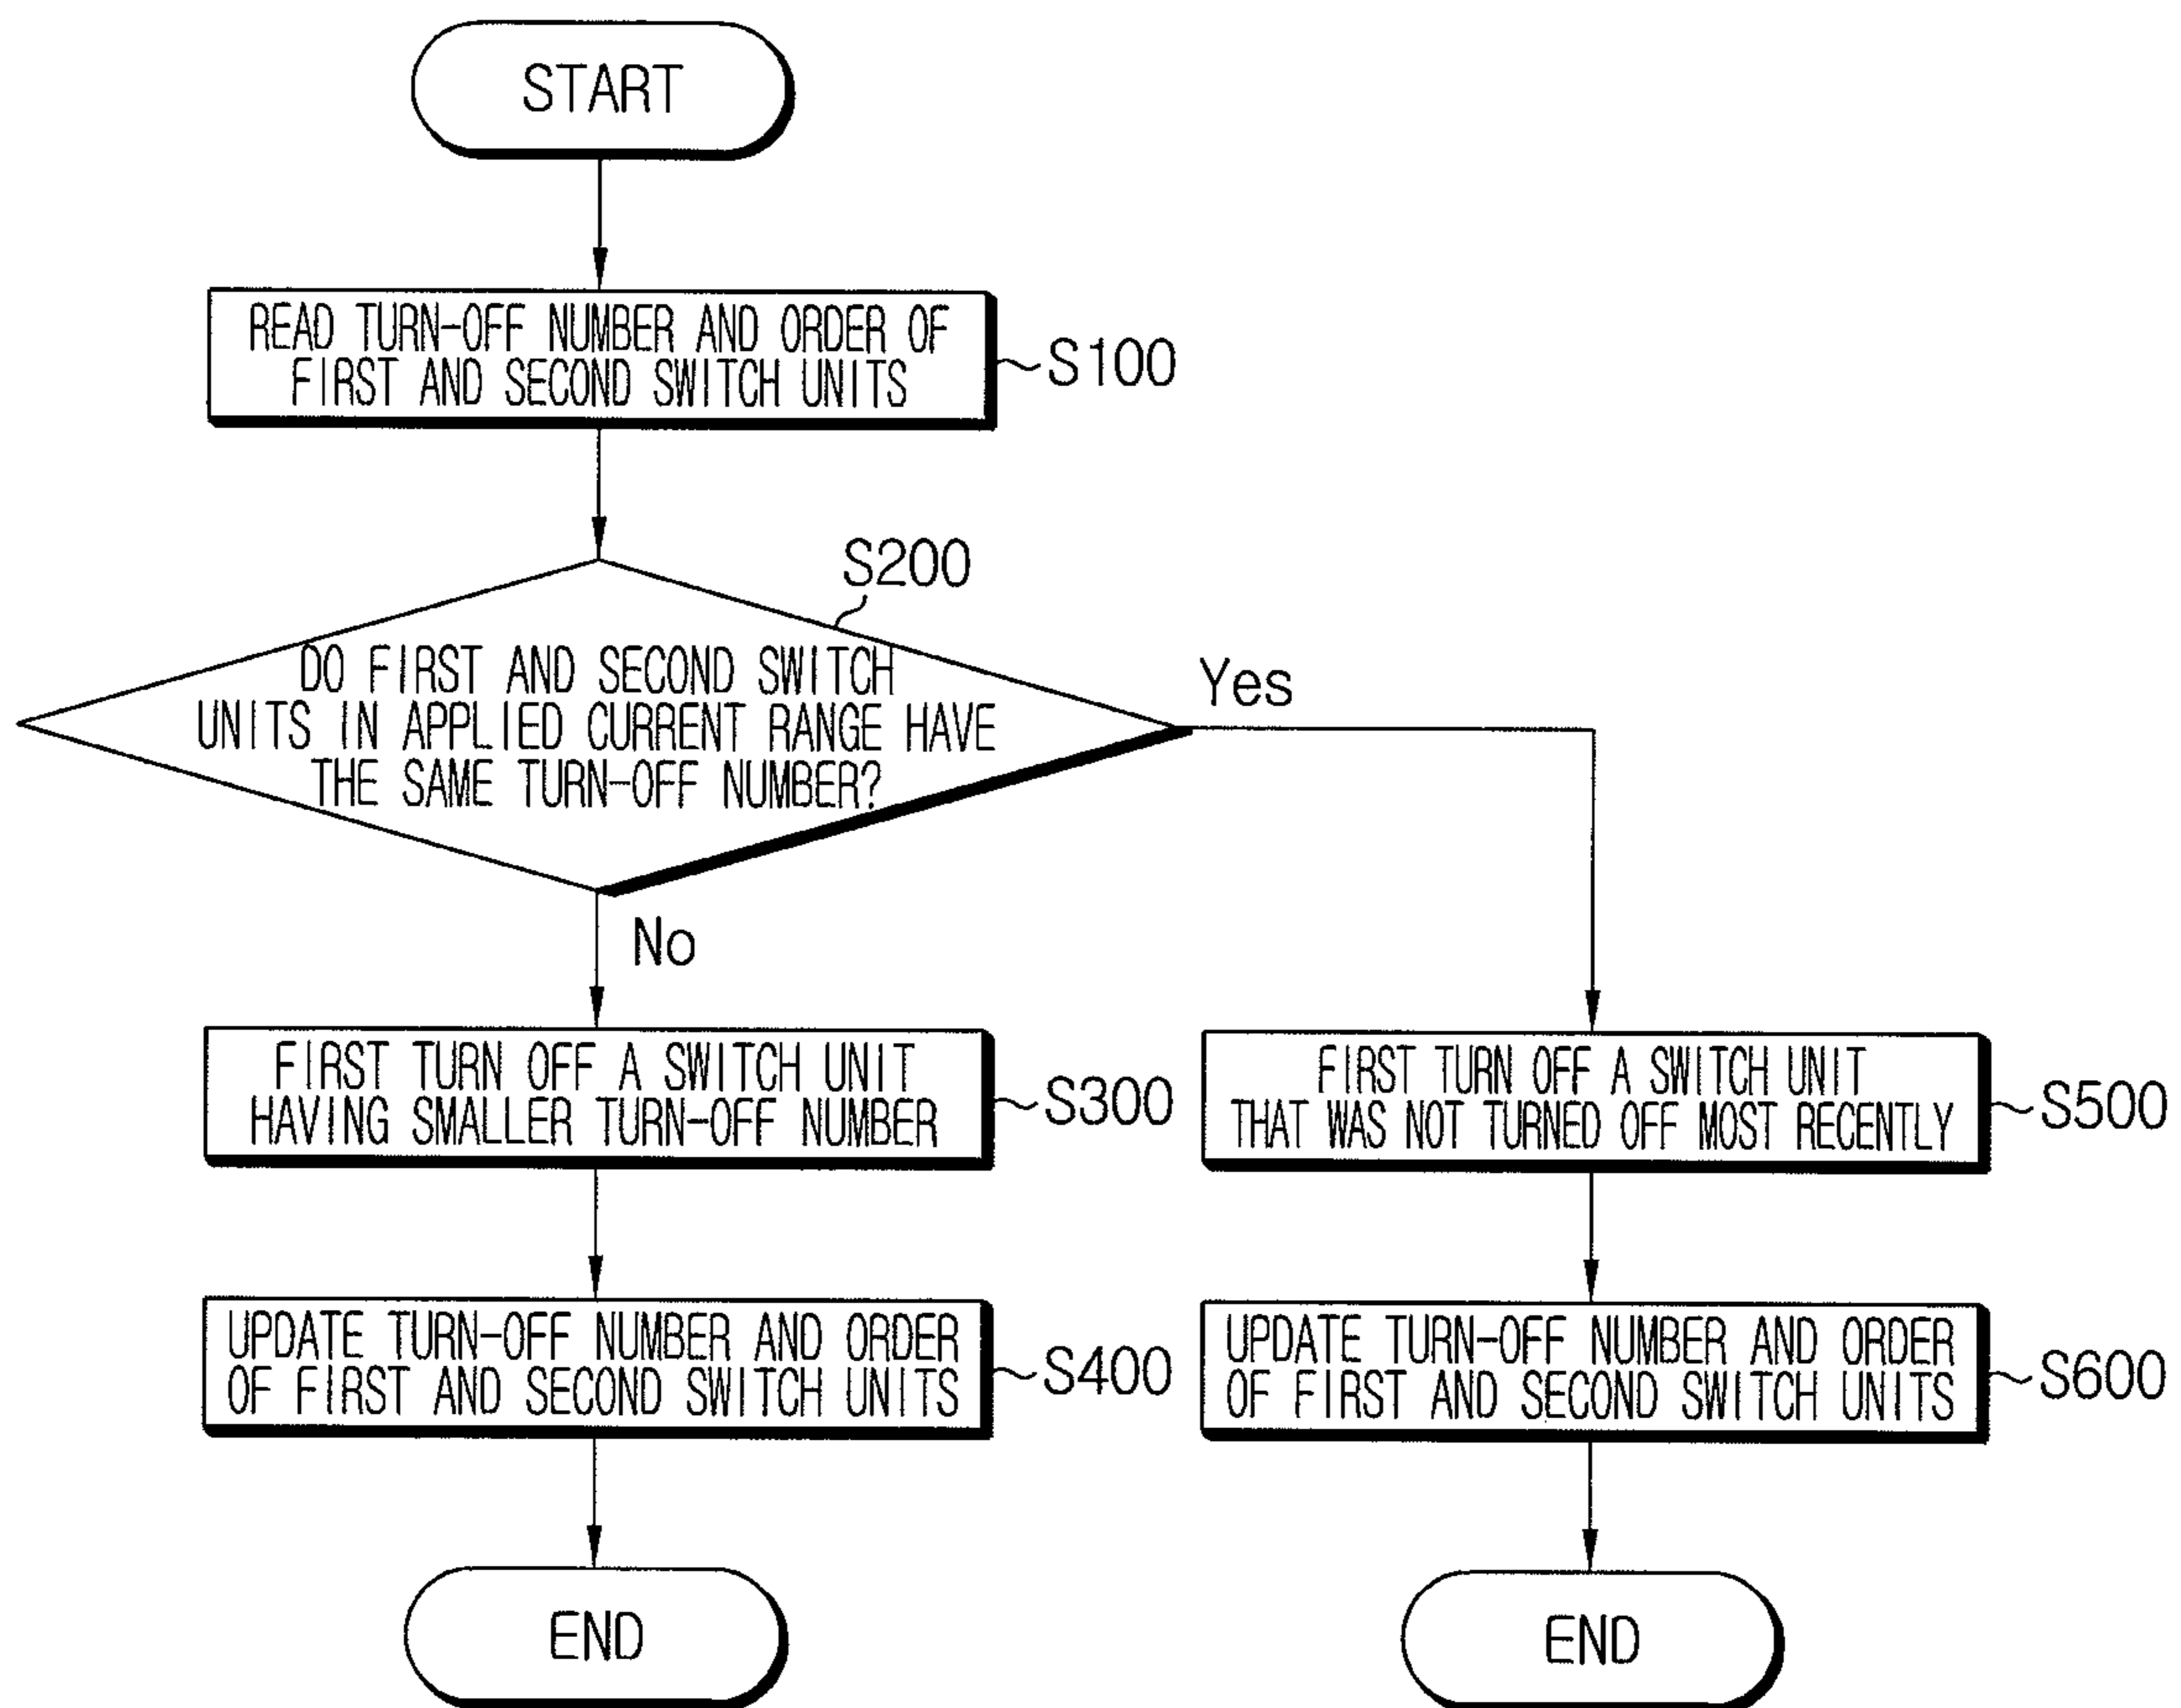 START
READ TURN-OFF NUMBER AND ORDER OF
FIRST AND SECOND SWITCH UNITS
S100
S200
DO FIRST AND SECOND SWITCH
UNITS IN APPLIED CURRENT RANGE HAVE
THE SAME TURN-OFF NUMBER?
Yes
No
FIRST TURN OFF A SWITCH UNIT
HAVING SMALLER TURN-OFF NUMBER
S300
FIRST TURN OFF A SWITCH UNIT
THAT WAS NOT TURNED OFF MOST RECENTLY
S500
UPDATE TURN-OFF NUMBER AND ORDER
OF FIRST AND SECOND SWITCH UNITS
S400
UPDATE TURN-OFF NUMBER AND ORDER
OF FIRST AND SECOND SWITCH UNITS
S600
END
END